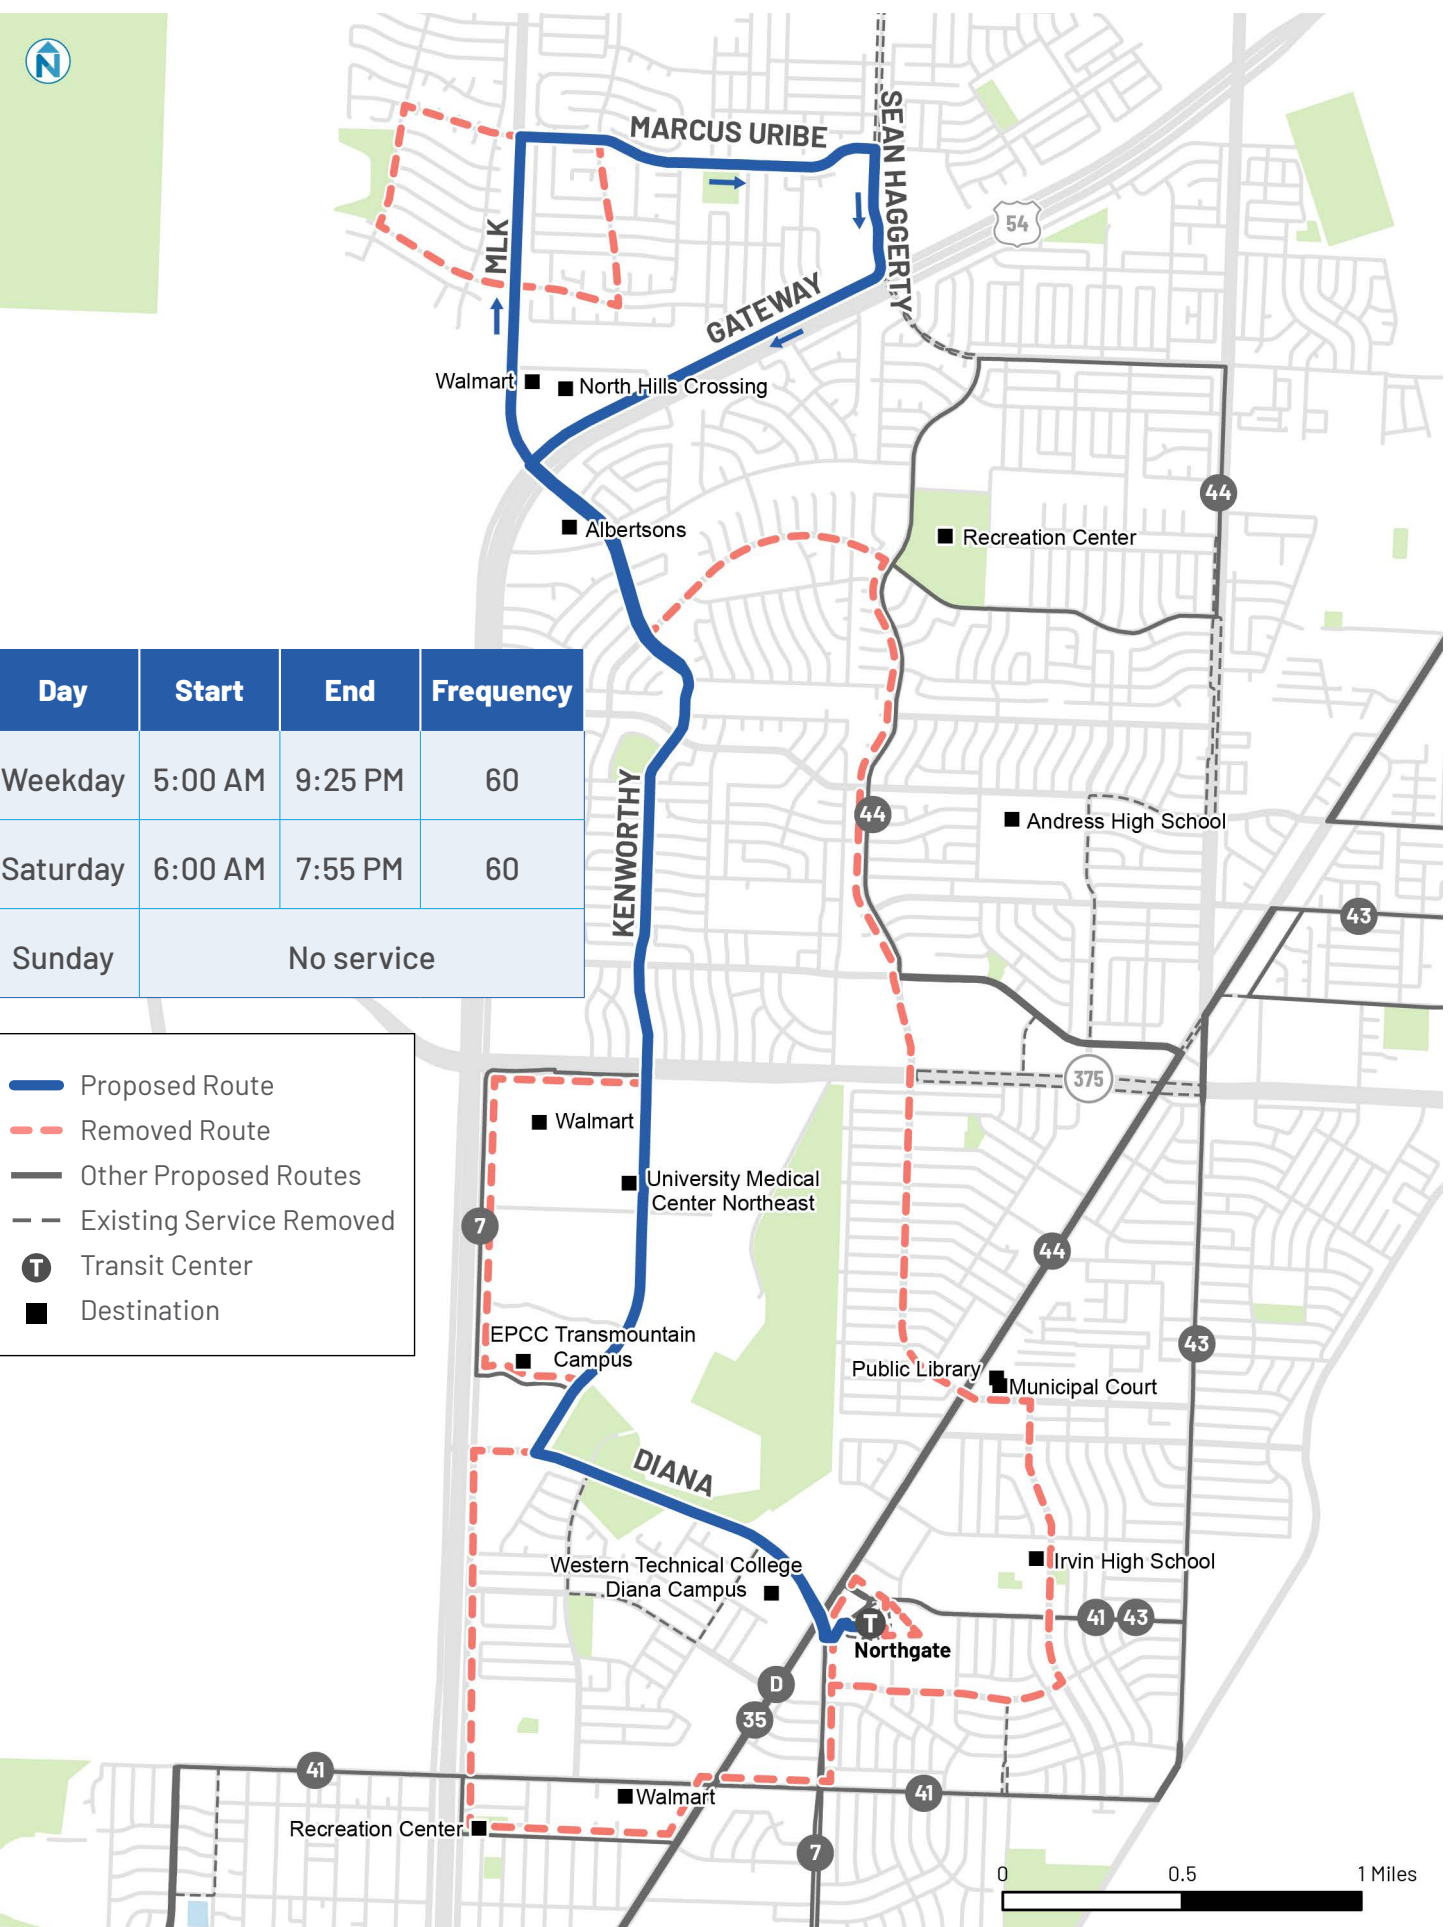 N
MARCUS URIBE
SEAN HAGGERTY
54
MLK
GATEWAY
Walmart
North Hills Crossing
44
Albertsons
Recreation Center
Day Start End Frequency
Weekday 5:00 AM 9:25 PM 60
Saturday 6:00 AM 7:55 PM 60
Sunday No service
KENWORTHY
44
Andress High School
43
Proposed Route
Removed Route
Other Proposed Routes
Existing Service Removed
T Transit Center
Destination
375
Walmart
University Medical
Center Northeast
7
44
EPCC Transmountain
Campus
43
Public Library
Municipal Court
DIANA
Western Technical College
Diana Campus
Irvin High School
T
Northgate
41 43
D
35
41
Walmart
41
Recreation Center
7
0 0.5 1 Miles